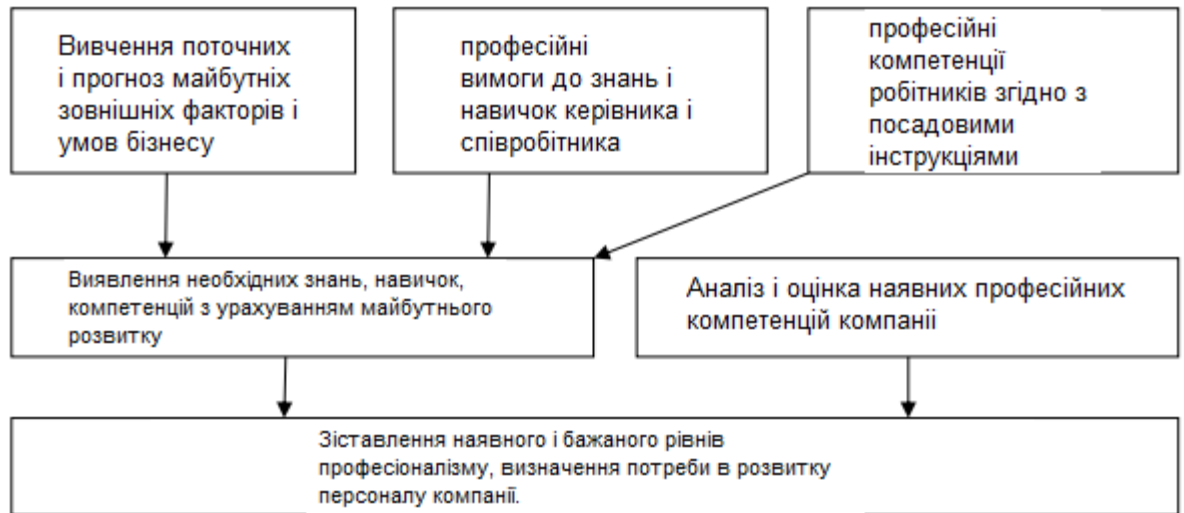 Вивчення поточних
і прогноз майбутніх
зовнішніх факторів і
умов бізнесу
професійні
вимоги до знань і
навичок керівника і
співробітника
професійні
компетенції
робітників згідно з
посадовими
інструкціями
Виявлення необхідних знань, навичок,
компетенцій з урахуванням майбутнього
розвитку
Аналіз і оцінка наявних професійних
компетенцій компанії
Зіставлення наявного і бажаного рівнів
професіоналізму, визначення потреби в розвитку
персоналу компанії.